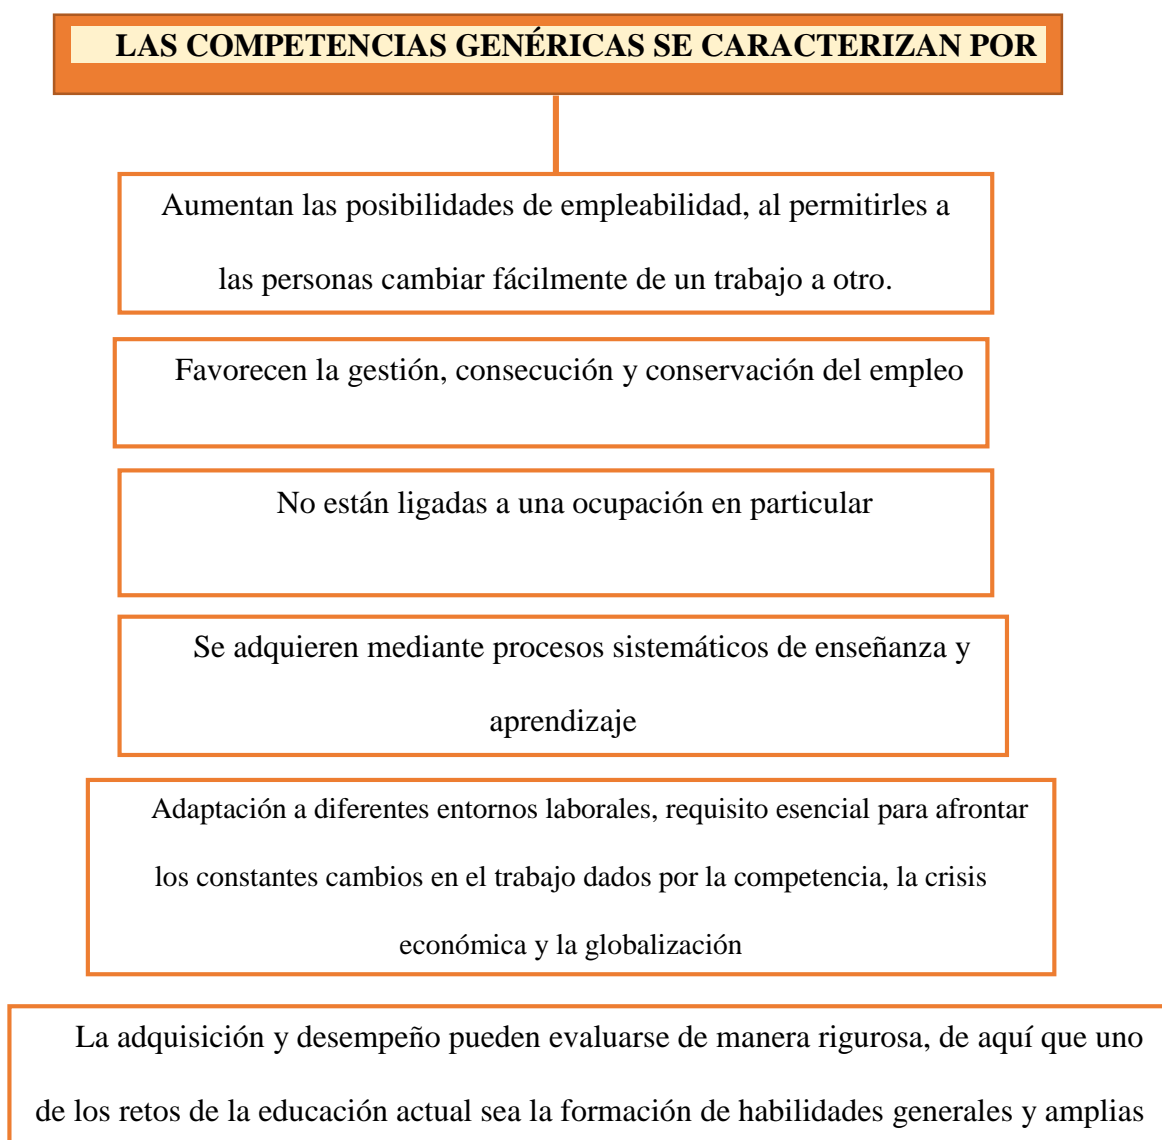 LAS COMPETENCIAS GENÉRICAS SE CARACTERIZAN POR
Aumentan las posibilidades de empleabilidad, al permitirles a
las personas cambiar fácilmente de un trabajo a otro.
Favorecen la gestión, consecución y conservación del empleo
No están ligadas a una ocupación en particular
Se adquieren mediante procesos sistemáticos de enseñanza y
aprendizaje
Adaptación a diferentes entornos laborales, requisito esencial para afrontar
los constantes cambios en el trabajo dados por la competencia, la crisis
económica y la globalización
La adquisición y desempeño pueden evaluarse de manera rigurosa, de aquí que uno
de los retos de la educación actual sea la formación de habilidades generales y amplias